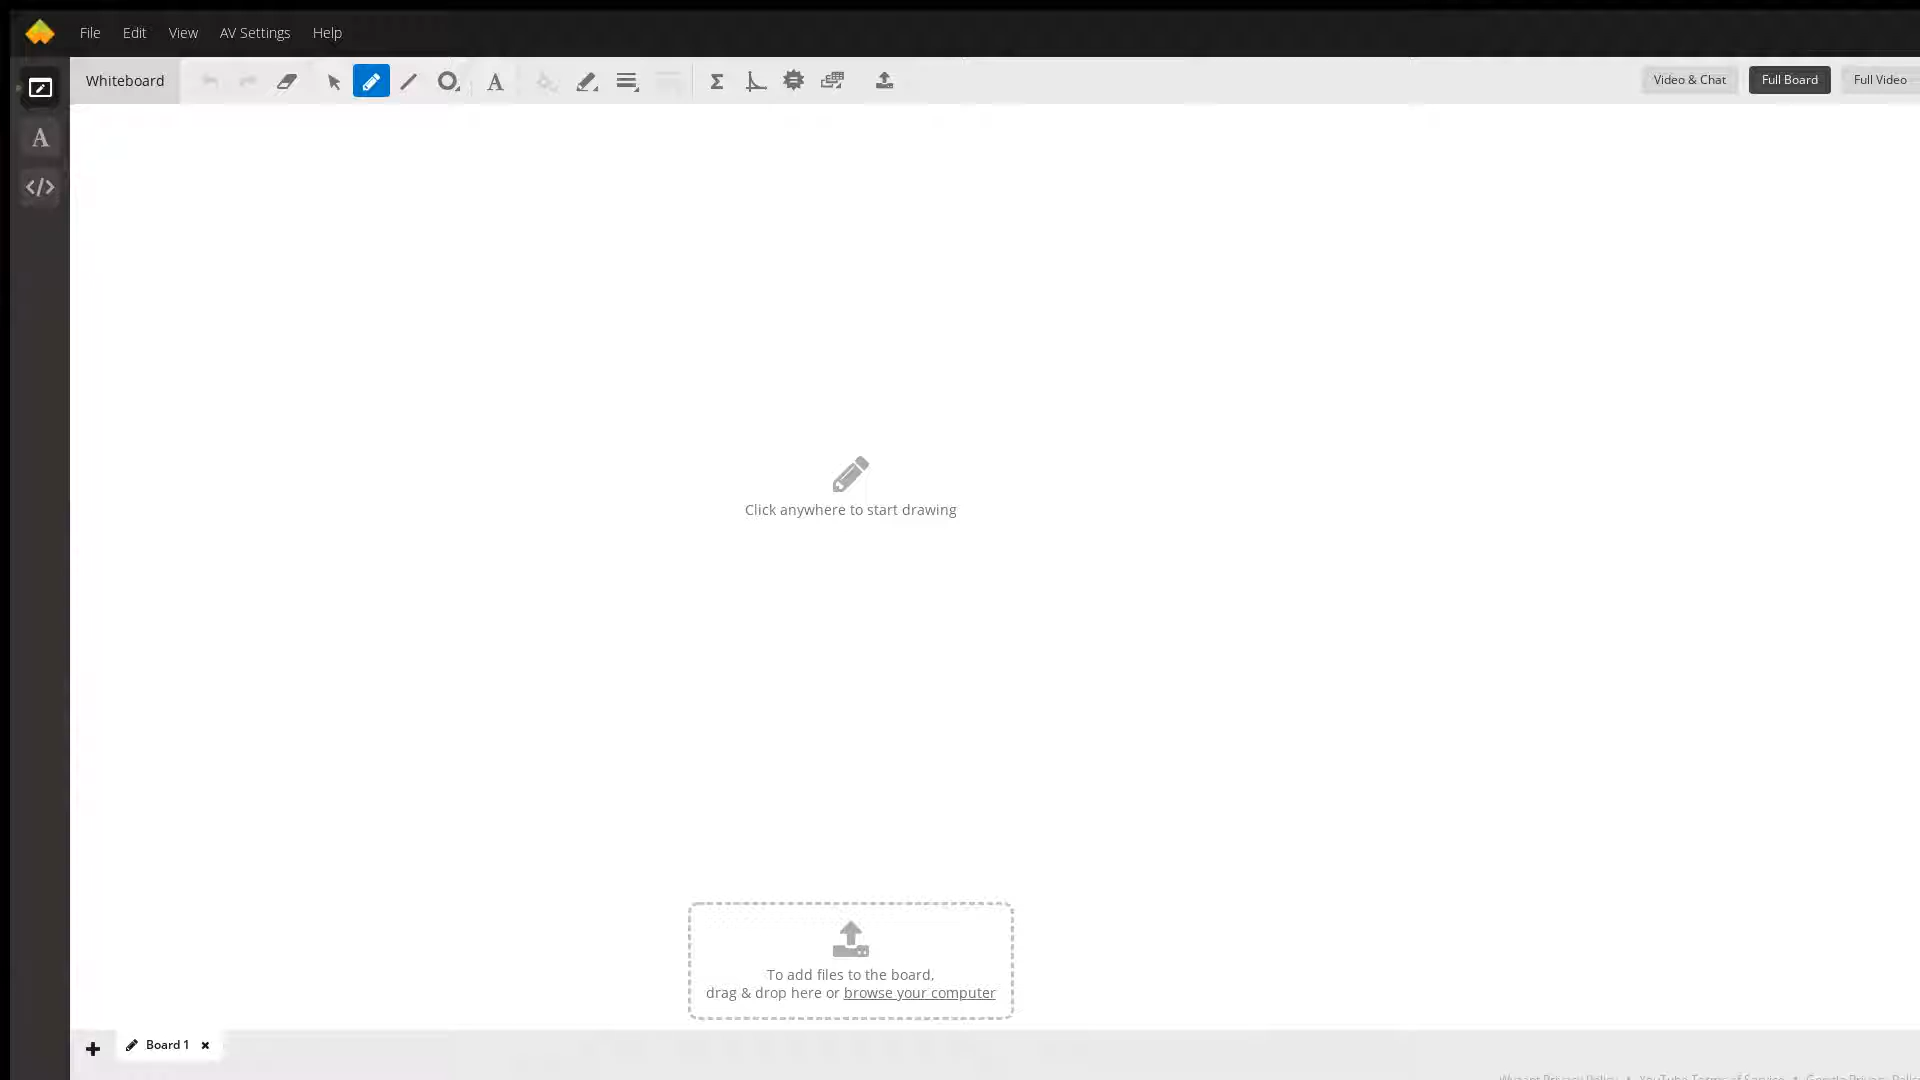 File Edit View AV Settings Help
Whiteboard
Video & Chat Full Board Full Video
Click anywhere to start drawing
To add files to the board,
drag & drop here or browse your computer
Board 1